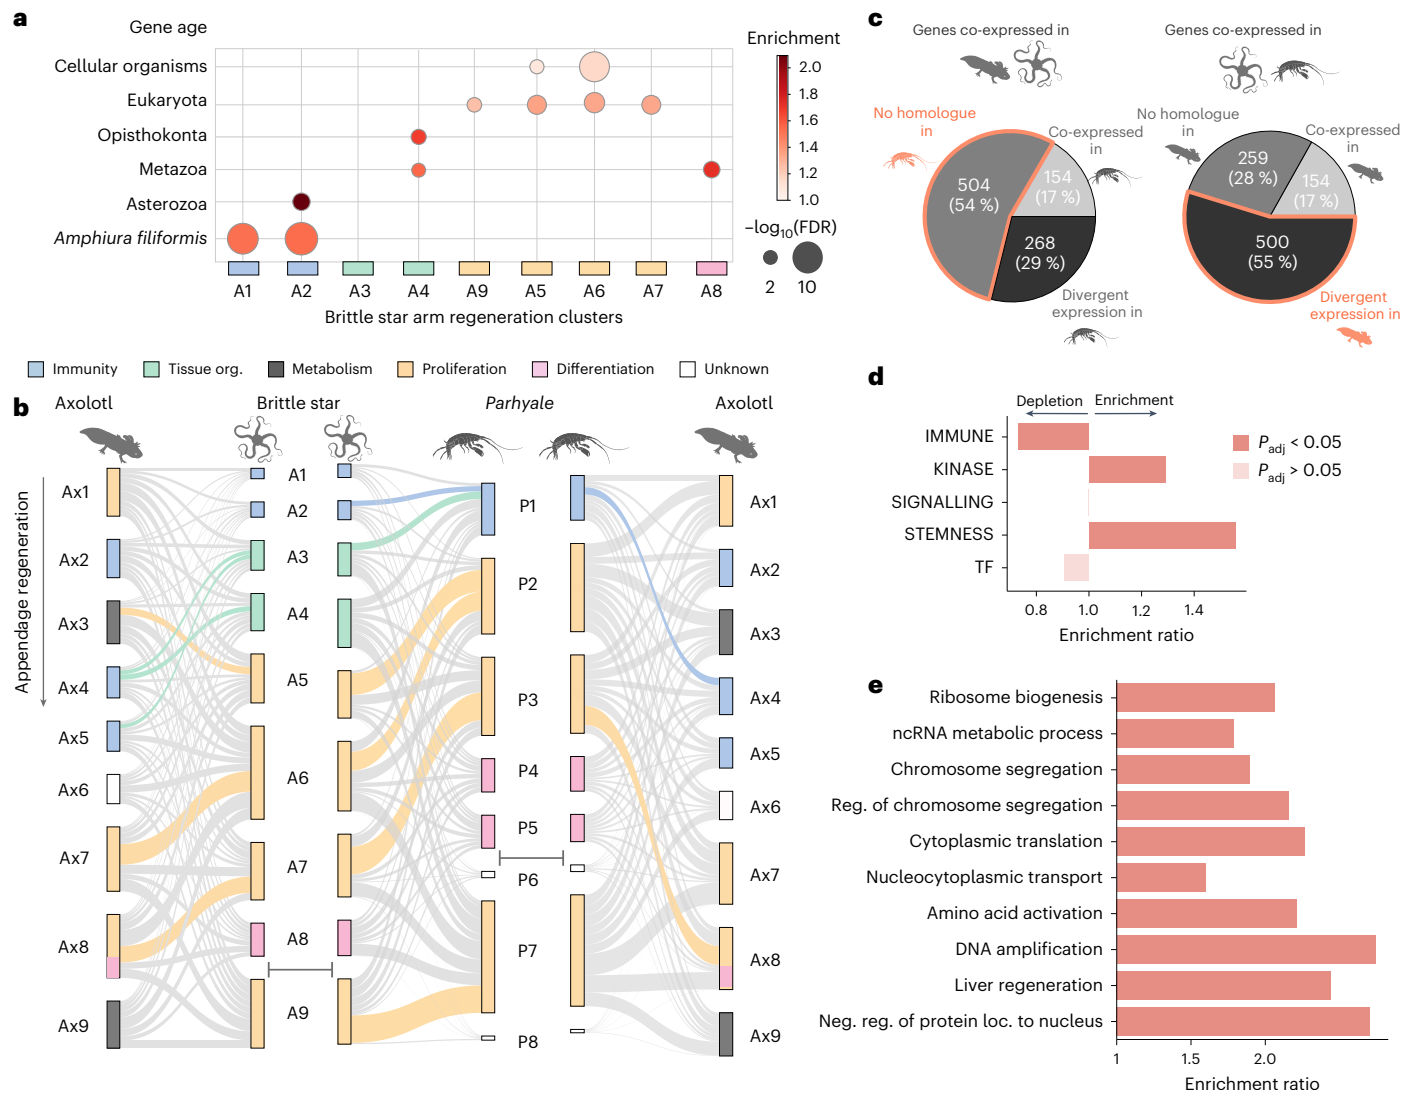 a
Gene age
Cellular organisms
Eukaryota
Opisthokonta
Metazoa
Asterozoa
Amphiura filiformis
A1 A2 A3 A4 A9 A5 A6 A7 A8
Brittle star arm regeneration clusters
Enrichment
2.0
1.8
1.6
1.4
1.2
1.0
–log10(FDR)
2 10
Immunity Tissue org. Metabolism Proliferation Differentiation Unknown
b
Axolotl Brittle star Parhyale Axolotl
Appendage regeneration
Ax1
Ax2
Ax3
Ax4
Ax5
Ax6
Ax7
Ax8
Ax9
A1
A2
A3
A4
A5
A6
A7
A8
A9
P1
P2
P3
P4
P5
P6
P7
P8
Ax1
Ax2
Ax3
Ax4
Ax5
Ax6
Ax7
Ax8
Ax9
c
Genes co-expressed in
No homologue
in
Co-expressed
in
504
(54 %)
154
(17 %)
268
(29 %)
Divergent
expression in
Genes co-expressed in
No homologue
in
Co-expressed
in
259
(28 %)
154
(17 %)
500
(55 %)
Divergent
expression in
d
Depletion Enrichment
IMMUNE
KINASE
SIGNALLING
STEMNESS
TF
0.8 1.0 1.2 1.4
Enrichment ratio
Padj < 0.05
Padj > 0.05
e
Ribosome biogenesis
ncRNA metabolic process
Chromosome segregation
Reg. of chromosome segregation
Cytoplasmic translation
Nucleocytoplasmic transport
Amino acid activation
DNA amplification
Liver regeneration
Neg. reg. of protein loc. to nucleus
1 1.5 2.0
Enrichment ratio